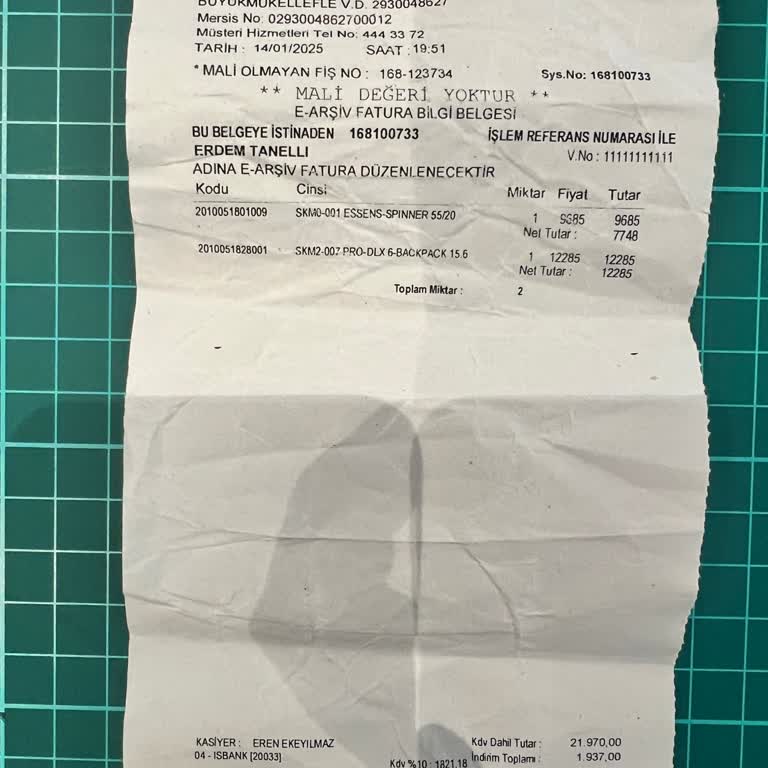 BÜYÜKMÜKELLEFLE V.D. 2930048627
Mersis No: 0293004862700012
Müsteri Hizmetleri Tel No: 444 33 72
TARİH : 14/01/2025 SAAT : 19:51
* MALİ OLMAYAN FİŞ NO : 168-123734 Sys.No: 168100733
** MALİ DEĞERİ YOKTUR **
E-ARŞİV FATURA BİLGİ BELGESİ
BU BELGEYE İSTİNADEN 168100733 İŞLEM REFERANS NUMARASI İLE
ERDEM TANELLI V.No : 11111111111
ADINA E-ARŞİV FATURA DÜZENLENECEKTİR
Kodu Cinsi Miktar Fiyat Tutar
2010051801009 SKM0-001 ESSENS-SPINNER 55/20 1 9685 9685
Net Tutar : 7748
2010051828001 SKM2-007 PRO-DLX 6-BACKPACK 15.6 1 12285 12285
Net Tutar : 12285
Toplam Miktar : 2
KASİYER : EREN EKEYILMAZ Kdv Dahil Tutar : 21.970,00
04 - ISBANK [20033] Kdv %10 : 1821,18 İndirim Toplamı : 1.937,00